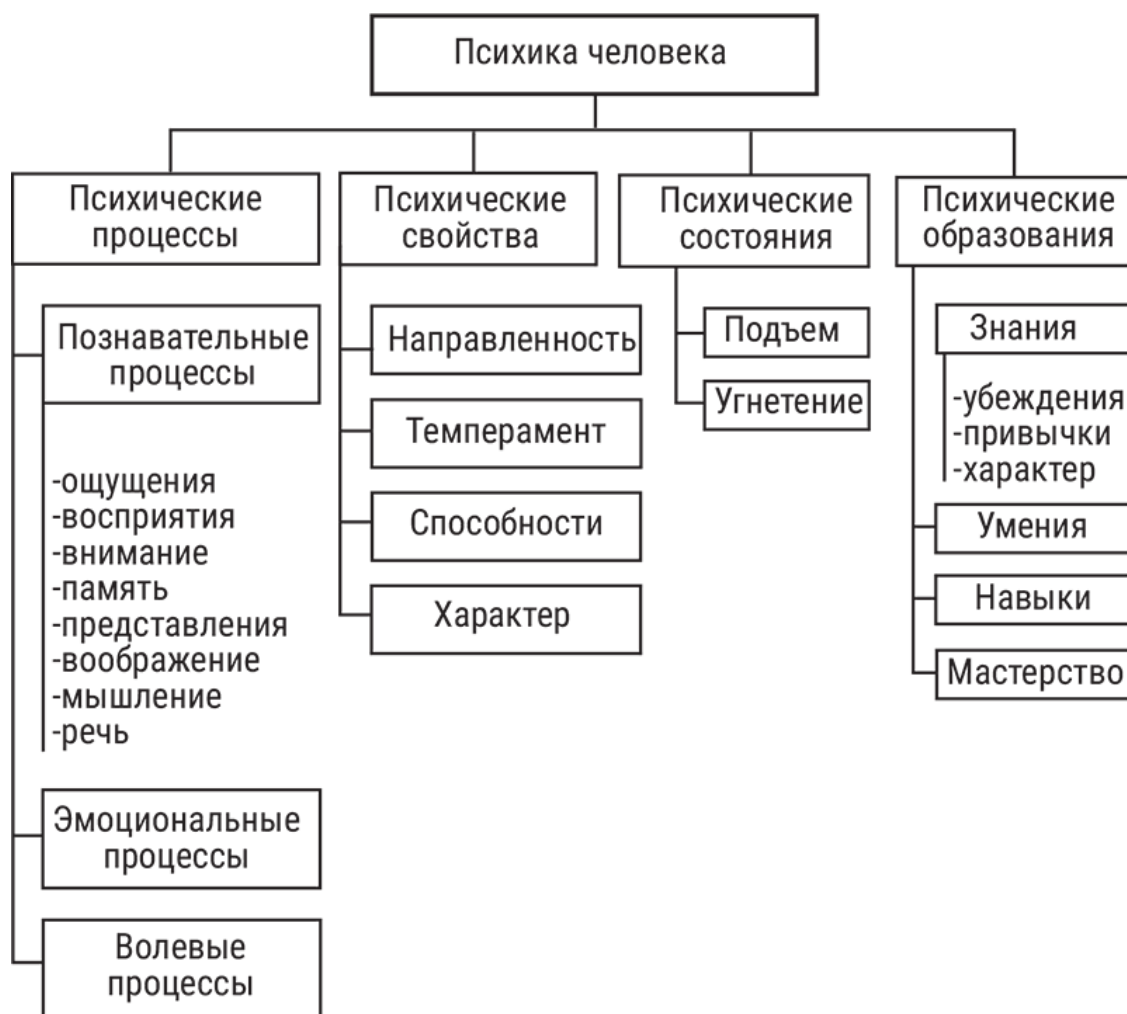 Психика человека
Психические
процессы
Психические
свойства
Психические
состояния
Психические
образования
Познавательные
процессы
-ощущения
-восприятия
-внимание
-память
-представления
-воображение
-мышление
-речь
Эмоциональные
процессы
Волевые
процессы
Направленность
Темперамент
Способности
Характер
Подъем
Угнетение
Знания
-убеждения
-привычки
-характер
Умения
Навыки
Мастерство